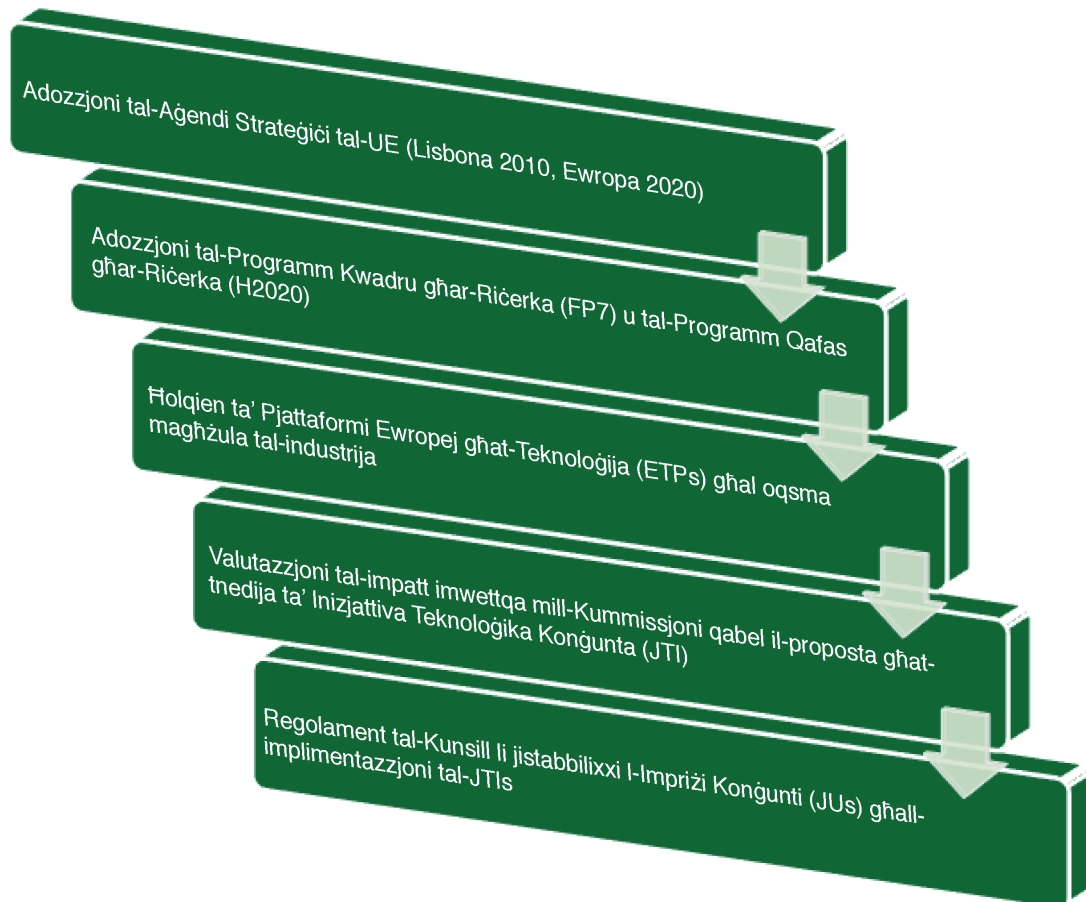 Adozzjoni tal-Aġendi Strateġiċi tal-UE (Lisbona 2010, Ewropa 2020)
Adozzjoni tal-Programm Kwadru għar-Riċerka (FP7) u tal-Programm Qafas
għar-Riċerka (H2020)
Ħolqien ta’ Pjattaformi Ewropej għat-Teknoloġija (ETPs) għal oqsma
magħżula tal-industrija
Valutazzjoni tal-impatt imwettqa mill-Kummissjoni qabel il-proposta għat-
tnedija ta’ Inizjattiva Teknoloġika Konġunta (JTI)
Regolament tal-Kunsill li jistabbilixxi l-Impriżi Konġunti (JUs) għall-
implimentazzjoni tal-JTIs